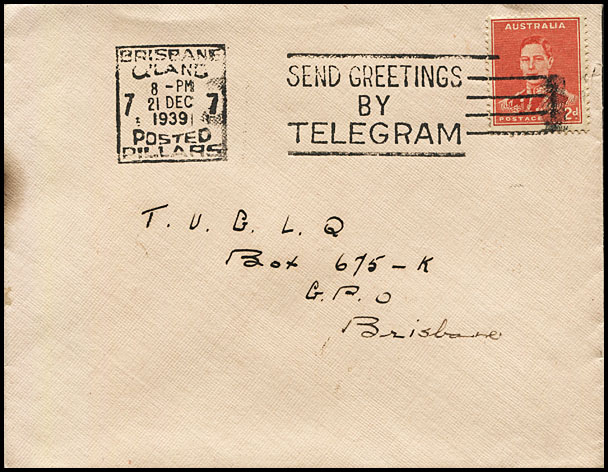 BRISBANE
Q'LAND
8 - PM
7 21 DEC 7
1939
POSTED
PILLARS
SEND GREETINGS
BY
TELEGRAM
AUSTRALIA
POSTAGE 2d
T. U. G. L. Q
Box 675-K
G. P. O
Brisbane